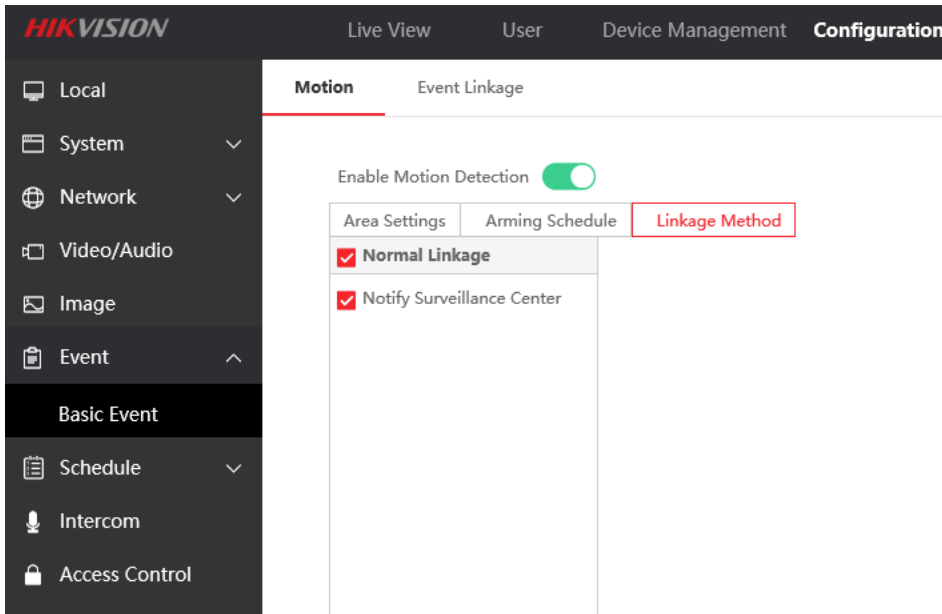 HIKVISION
Live View User Device Management Configuration
Local
System
Network
Video/Audio
Image
Event
Basic Event
Schedule
Intercom
Access Control
Motion Event Linkage
Enable Motion Detection
Area Settings Arming Schedule Linkage Method
Normal Linkage
Notify Surveillance Center